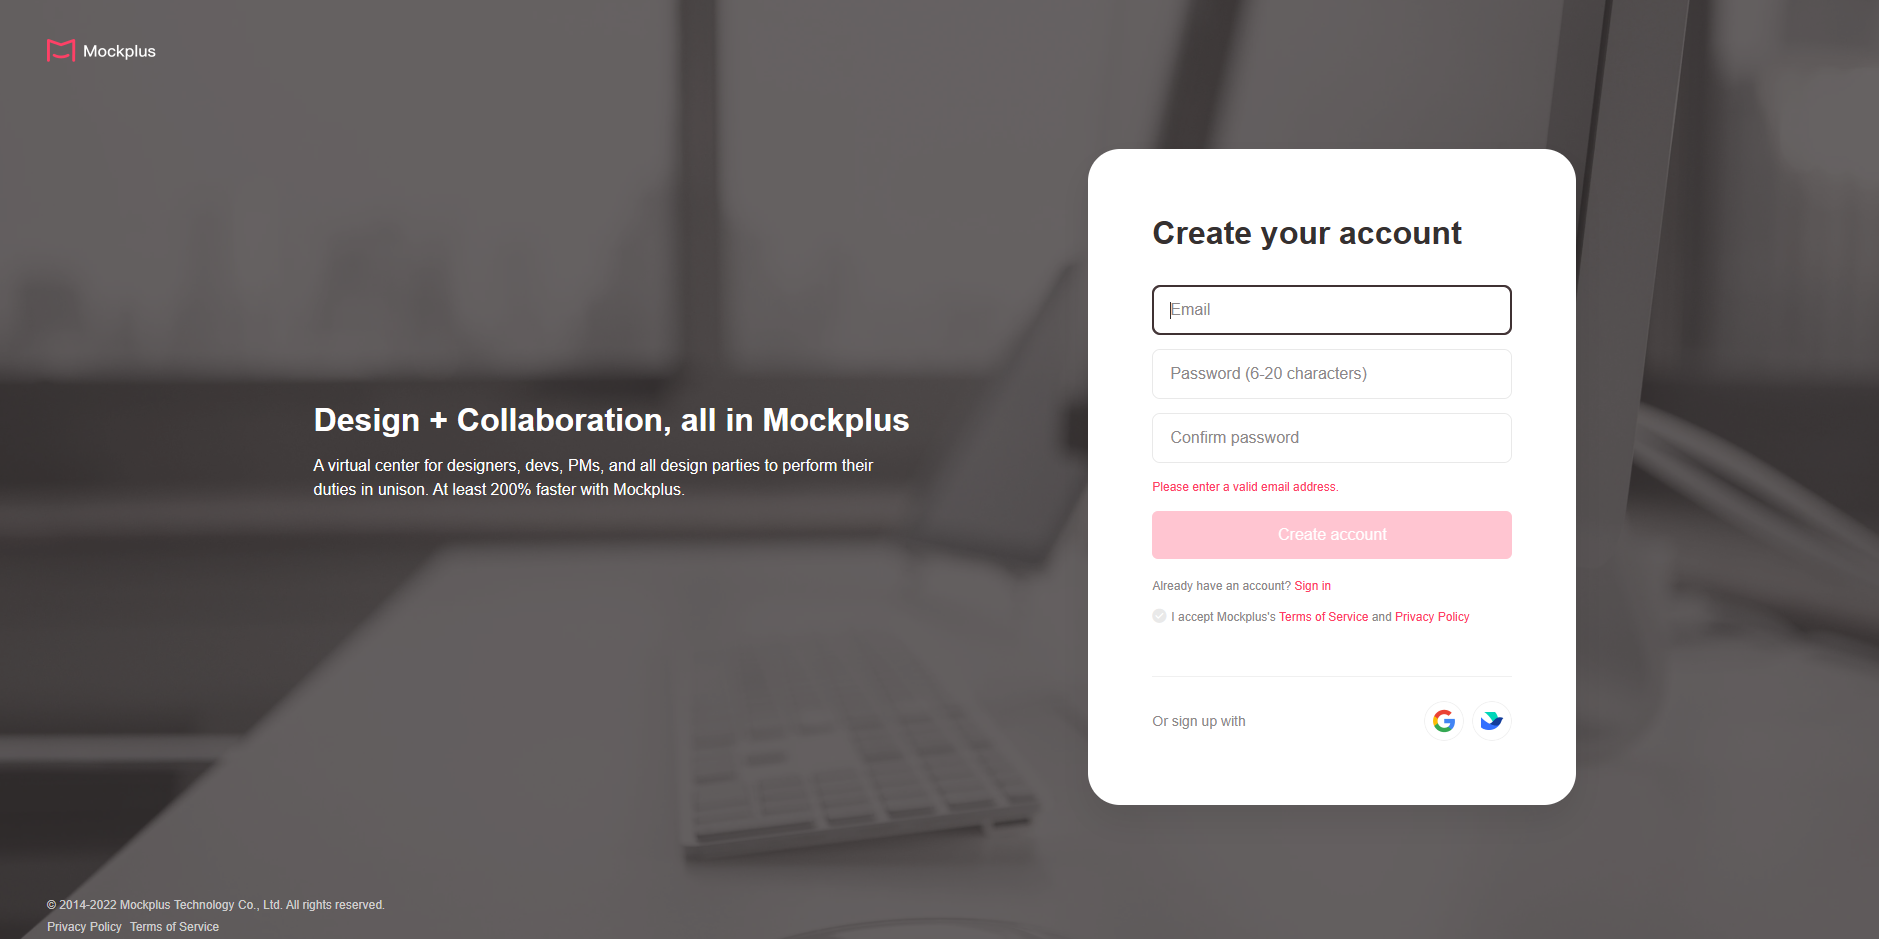 Mockplus
Create your account
Email
Password (6-20 characters)
Confirm password
Please enter a valid email address.
Create account
Already have an account? Sign in
I accept Mockplus's Terms of Service and Privacy Policy
Or sign up with
Design + Collaboration, all in Mockplus
A virtual center for designers, devs, PMs, and all design parties to perform their
duties in unison. At least 200% faster with Mockplus.
© 2014-2022 Mockplus Technology Co., Ltd. All rights reserved.
Privacy Policy Terms of Service